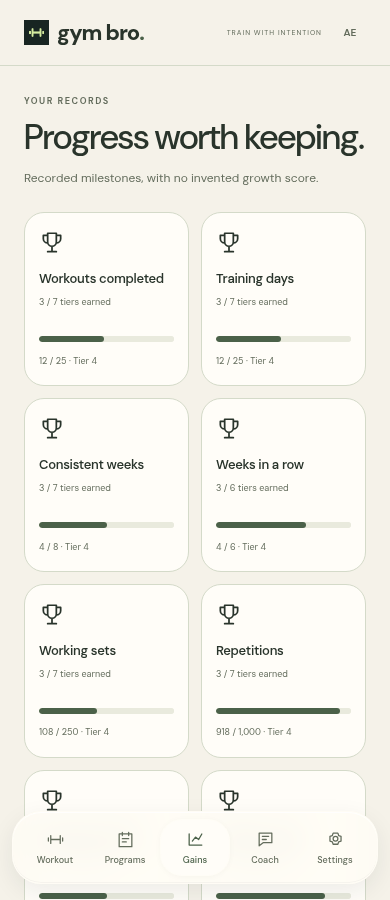 gym bro.
TRAIN WITH INTENTION
AE
YOUR RECORDS
Progress worth keeping.
Recorded milestones, with no invented growth score.
Workouts completed
3 / 7 tiers earned
12 / 25 · Tier 4
Training days
3 / 7 tiers earned
12 / 25 · Tier 4
Consistent weeks
3 / 7 tiers earned
4 / 8 · Tier 4
Weeks in a row
3 / 6 tiers earned
4 / 6 · Tier 4
Working sets
3 / 7 tiers earned
108 / 250 · Tier 4
Repetitions
3 / 7 tiers earned
918 / 1,000 · Tier 4
Workout
Programs
Gains
Coach
Settings